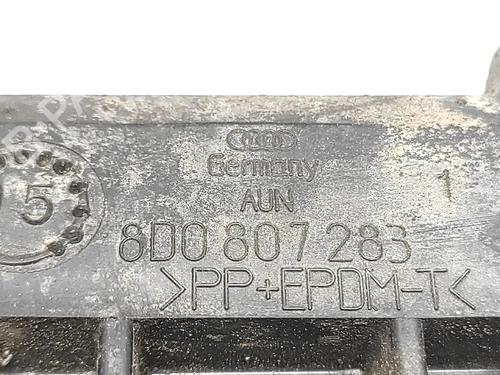 Germany
AUN
1
5
8D0 807 283
>PP+EPDM-T<